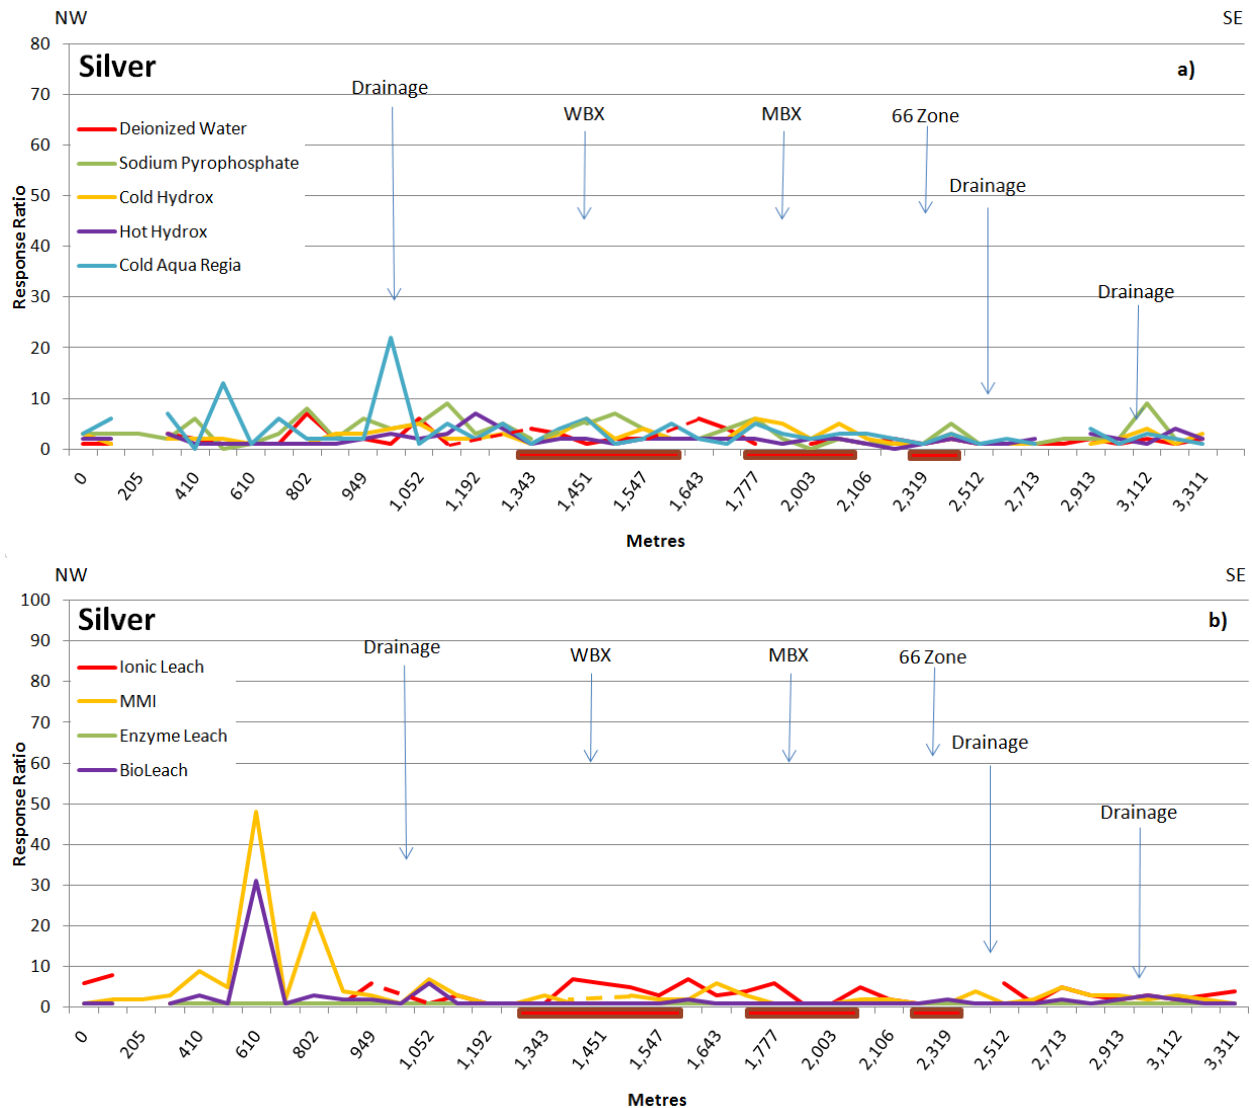 NW
SE
80
Silver
a)
70
60
50
40
30
20
10
0
Response Ratio
Drainage
WBX
MBX
66 Zone
Drainage
Drainage
Deionized Water
Sodium Pyrophosphate
Cold Hydrox
Hot Hydrox
Cold Aqua Regia
0 205 410 610 802 949 1,052 1,192 1,343 1,451 1,547 1,643 1,777 2,003 2,106 2,319 2,512 2,713 2,913 3,112 3,311
Metres
NW
SE
100
Silver
b)
90
80
70
60
50
40
30
20
10
0
Response Ratio
Drainage
WBX
MBX
66 Zone
Drainage
Drainage
Ionic Leach
MMI
Enzyme Leach
BioLeach
0 205 410 610 802 949 1,052 1,192 1,343 1,451 1,547 1,643 1,777 2,003 2,106 2,319 2,512 2,713 2,913 3,112 3,311
Metres